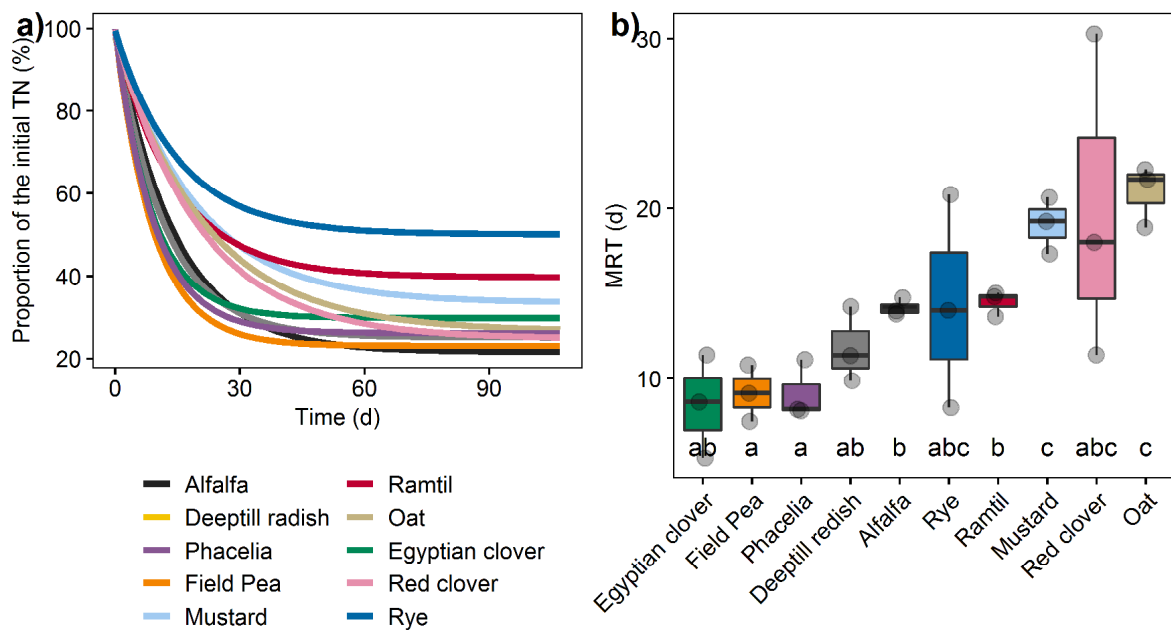 a)
Proportion of the initial TN (%)
100
80
60
40
20
0 30 60 90
Time (d)
Alfalfa
Deeptill radish
Phacelia
Field Pea
Mustard
Ramtil
Oat
Egyptian clover
Red clover
Rye
b)
MRT (d)
30
20
10
ab a a ab b abc b c abc c
Egyptian clover
Field Pea
Phacelia
Deeptill redish
Alfalfa
Rye
Ramtil
Mustard
Red clover
Oat